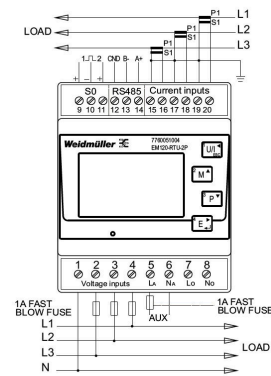 P1 L1
S1
LOAD P1 L2
S1
P1 L3
S1
1 2 GND B- A+
+ - +
S0 RS485 Current inputs
9 10 11 12 13 14 15 16 17 18 19 20
Weidmüller
7760051004
EM120-RTU-2P
U/I
ESC
M
P
E
1 2 3 4 5 6 7 8
Voltage inputs LA NA Lo No
1A FAST
BLOW FUSE
AUX
1A FAST
BLOW FUSE
L1
L2
L3
N
LOAD